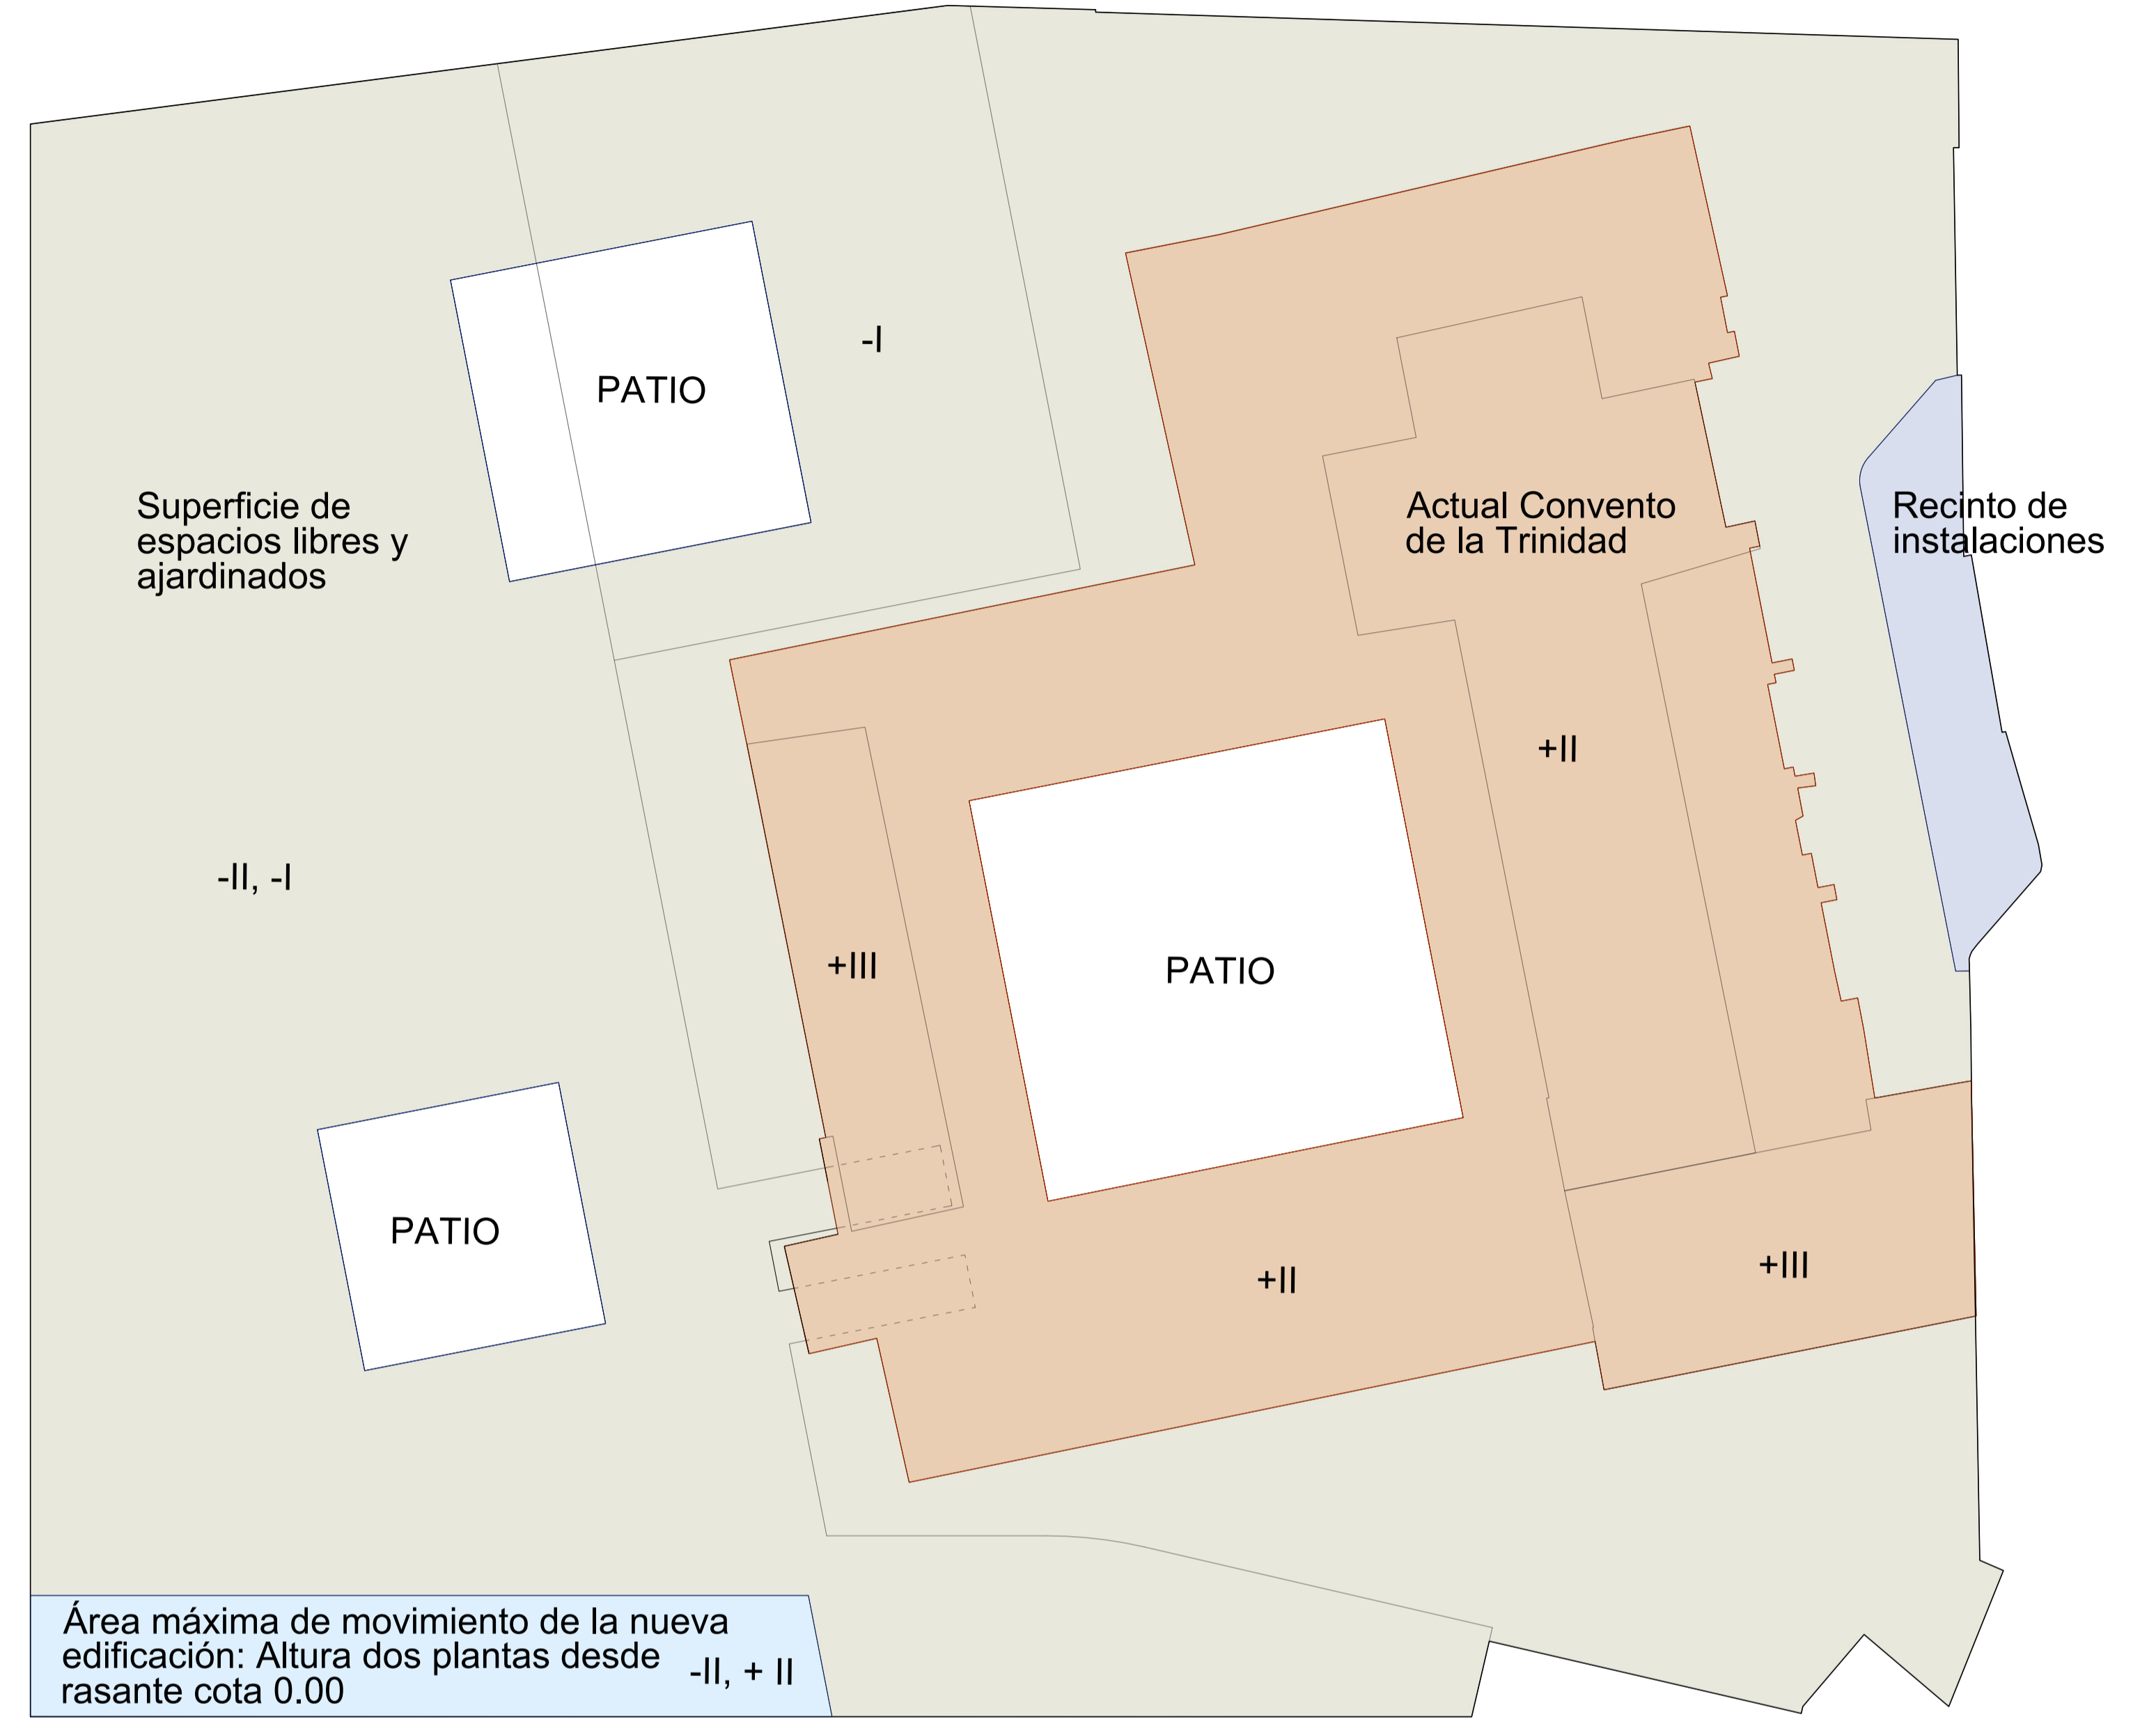 -I
PATIO
Superficie de
espacios libres y
ajardinados
Actual Convento
de la Trinidad
Recinto de
instalaciones
+II
-II, -I
+III
PATIO
PATIO
+II
+III
Área máxima de movimiento de la nueva
edificación: Altura dos plantas desde
rasante cota 0.00
-II, + II